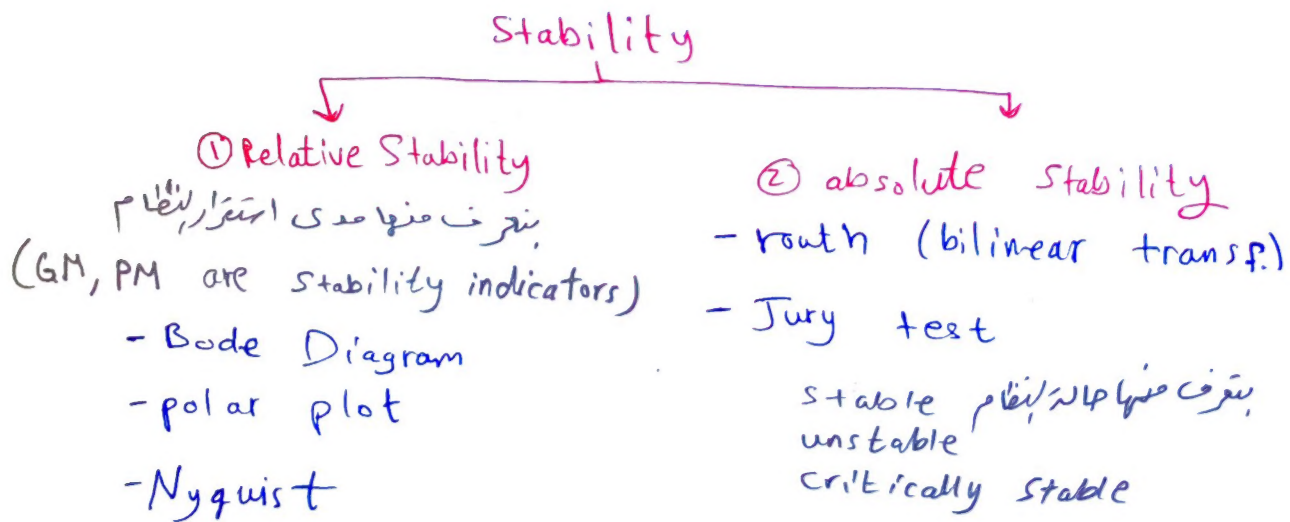 Stability
① Relative Stability
بنعرف منها مدى استقرار النظام
(GM, PM are stability indicators)
- Bode Diagram
- polar plot
- Nyquist
② absolute stability
- routh (bilinear transf.)
- Jury test
stable بنعرف منها حالة النظام
unstable
critically stable